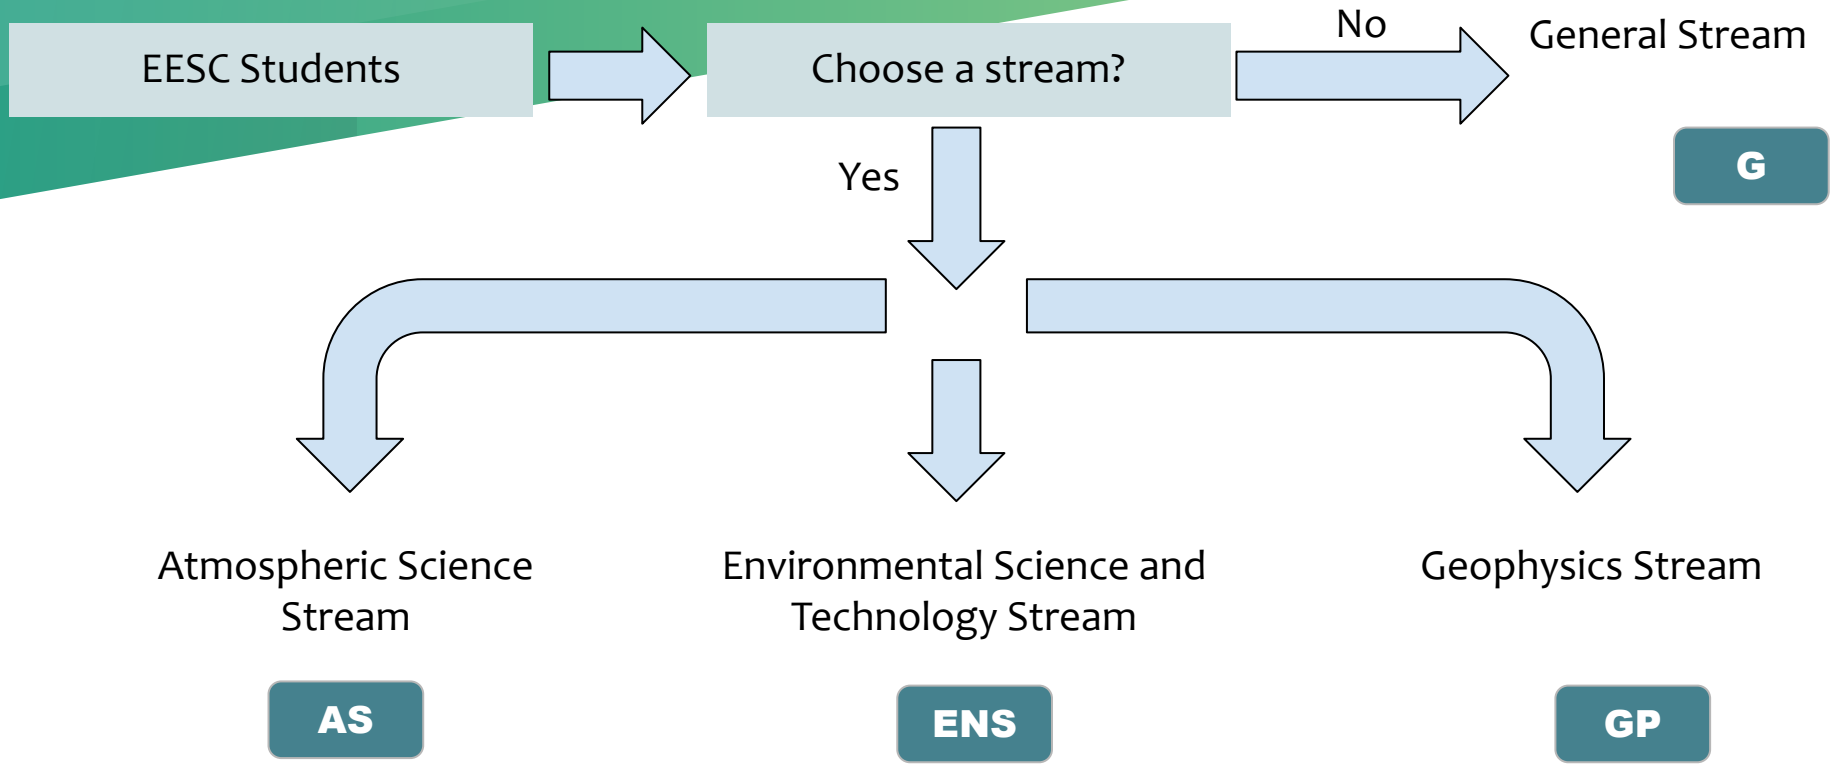 EESC Students
Choose a stream?
No
General Stream
G
Yes
Atmospheric Science
Stream
Environmental Science and
Technology Stream
Geophysics Stream
AS
ENS
GP